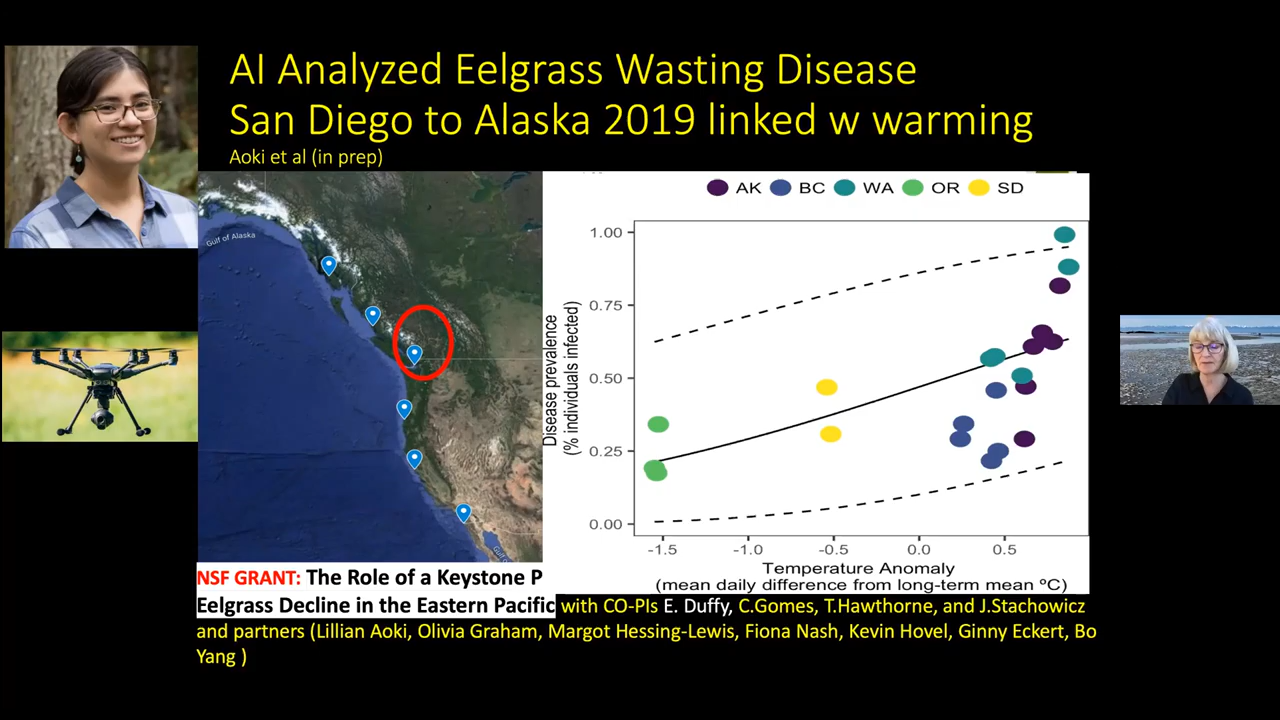 AI Analyzed Eelgrass Wasting Disease
San Diego to Alaska 2019 linked w warming
Aoki et al (in prep)
Gulf of Alaska
Gulf of
AK BC WA OR SD
1.00
0.75
0.50
0.25
0.00
Disease prevalence
(% individuals infected)
-1.5 -1.0 -0.5 0.0 0.5
Temperature Anomaly
(mean daily difference from long-term mean ºC)
NSF GRANT: The Role of a Keystone P
Eelgrass Decline in the Eastern Pacific with CO-PIs E. Duffy, C.Gomes, T.Hawthorne, and J.Stachowicz
and partners (Lillian Aoki, Olivia Graham, Margot Hessing-Lewis, Fiona Nash, Kevin Hovel, Ginny Eckert, Bo
Yang )